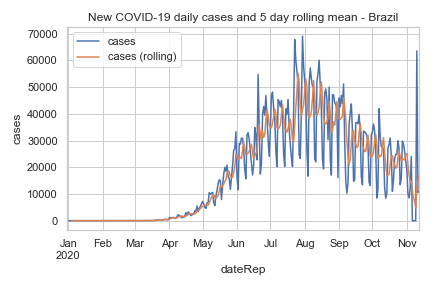 New COVID-19 daily cases and 5 day rolling mean - Brazil
70000
60000
50000
40000
30000
20000
10000
0
cases
cases
cases (rolling)
Jan Feb Mar Apr May Jun Jul Aug Sep Oct Nov
2020
dateRep